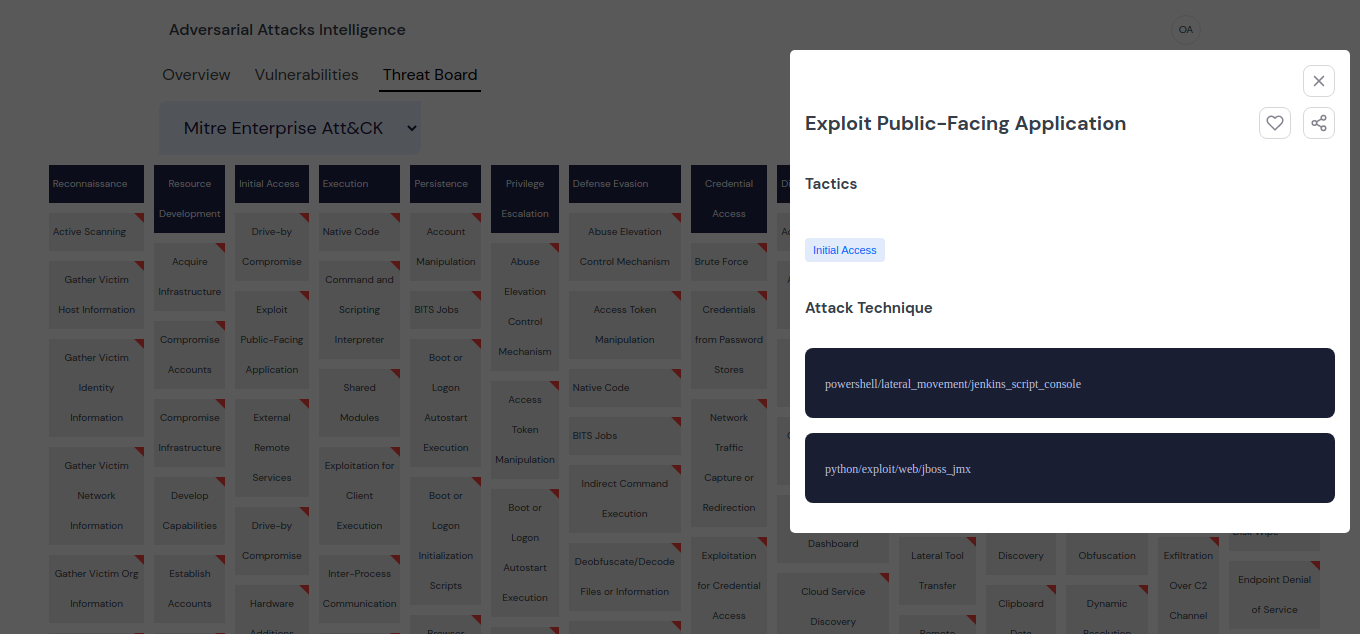 Adversarial Attacks Intelligence
OA
Overview
Vulnerabilities
Threat Board
Mitre Enterprise Att&CK
Reconnaissance
Active Scanning
Gather Victim
Host Information
Gather Victim
Identity
Information
Gather Victim
Network
Information
Gather Victim Org
Information
Resource
Development
Acquire
Infrastructure
Compromise
Accounts
Compromise
Infrastructure
Develop
Capabilities
Establish
Accounts
Initial Access
Drive-by
Compromise
Exploit
Public-Facing
Application
External
Remote
Services
Drive-by
Compromise
Hardware
Additions
Execution
Native Code
Command and
Scripting
Interpreter
Shared
Modules
Exploitation for
Client
Execution
Inter-Process
Communication
Persistence
Account
Manipulation
BITS Jobs
Boot or
Logon
Autostart
Execution
Boot or
Logon
Initialization
Scripts
Browser
Privilege
Escalation
Abuse
Elevation
Control
Mechanism
Access
Token
Manipulation
Boot or
Logon
Autostart
Execution
Defense Evasion
Abuse Elevation
Control Mechanism
Access Token
Manipulation
Native Code
BITS Jobs
Indirect Command
Execution
Deobfuscate/Decode
Files or Information
Credential
Access
Brute Force
Credentials
from Password
Stores
Network
Traffic
Capture or
Redirection
Exploitation
for Credential
Access
Dashboard
Cloud Service
Discovery
Lateral Tool
Transfer
Remote
Discovery
Clipboard
Data
Obfuscation
Dynamic
Resolution
Exfiltration
Over C2
Channel
Disk Wipe
Endpoint Denial
of Service
Exploit Public-Facing Application
Tactics
Initial Access
Attack Technique
powershell/lateral_movement/jenkins_script_console
python/exploit/web/jboss_jmx